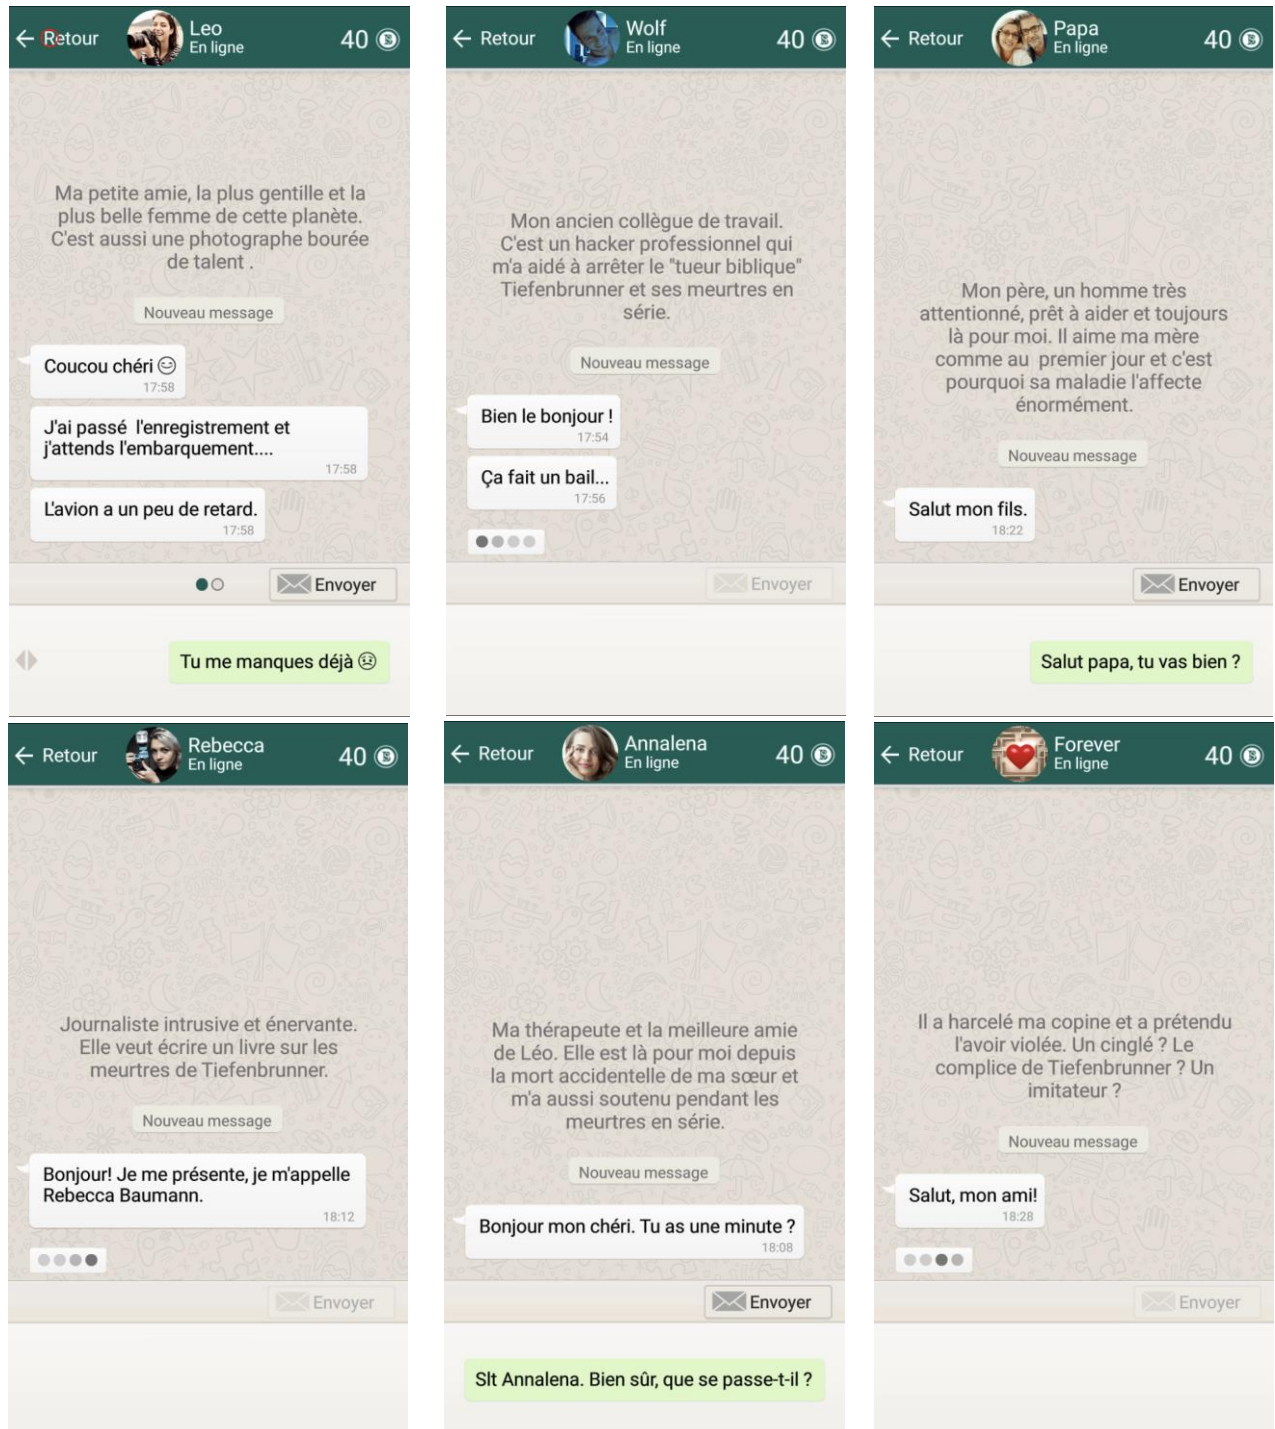 ← Retour
Leo
En ligne
40
Ma petite amie, la plus gentille et la
plus belle femme de cette planète.
C'est aussi une photographe bourée
de talent .
Nouveau message
Coucou chéri 😊
17:58
J'ai passé l'enregistrement et
j'attends l'embarquement....
17:58
L'avion a un peu de retard.
17:58
Envoyer
Tu me manques déjà 😢
← Retour
Wolf
En ligne
40
Mon ancien collègue de travail.
C'est un hacker professionnel qui
m'a aidé à arrêter le "tueur biblique"
Tiefenbrunner et ses meurtres en
série.
Nouveau message
Bien le bonjour !
17:54
Ça fait un bail...
17:56
Envoyer
← Retour
Papa
En ligne
40
Mon père, un homme très
attentionné, prêt à aider et toujours
là pour moi. Il aime ma mère
comme au premier jour et c'est
pourquoi sa maladie l'affecte
énormément.
Nouveau message
Salut mon fils.
18:22
Envoyer
Salut papa, tu vas bien ?
← Retour
Rebecca
En ligne
40
Journaliste intrusive et énervante.
Elle veut écrire un livre sur les
meurtres de Tiefenbrunner.
Nouveau message
Bonjour! Je me présente, je m'appelle
Rebecca Baumann.
18:12
Envoyer
← Retour
Annalena
En ligne
40
Ma thérapeute et la meilleure amie
de Léo. Elle est là pour moi depuis
la mort accidentelle de ma sœur et
m'a aussi soutenu pendant les
meurtres en série.
Nouveau message
Bonjour mon chéri. Tu as une minute ?
18:08
Envoyer
Slt Annalena. Bien sûr, que se passe-t-il ?
← Retour
Forever
En ligne
40
Il a harcelé ma copine et a prétendu
l'avoir violée. Un cinglé ? Le
complice de Tiefenbrunner ? Un
imitateur ?
Nouveau message
Salut, mon ami!
18:28
Envoyer